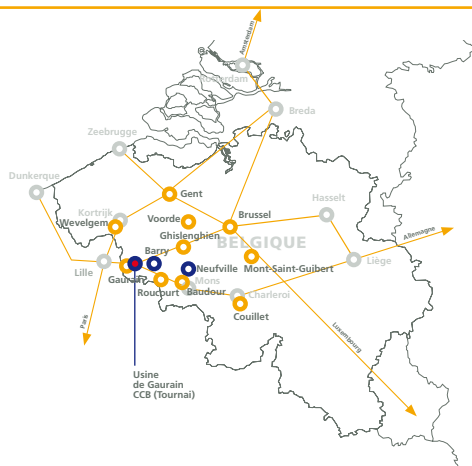 Amsterdam
Rotterdam
Breda
Zeebrugge
Dunkerque
Gent
Hasselt
Kortrijk
Wevelgem
Voorde
Brussel
Ghislenghien
BELGIQUE
Allemagne
Barry
Lille
Gaurain
Neufville
Mont-Saint-Guibert
Liège
Roucourt
Mons
Baudour
Charleroi
Couillet
Paris
Luxembourg
Usine
de Gaurain
CCB (Tournai)